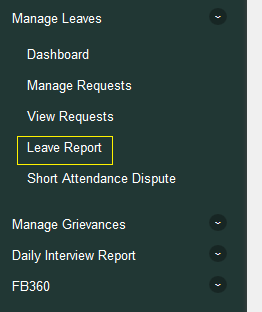 Manage Leaves
Dashboard
Manage Requests
View Requests
Leave Report
Short Attendance Dispute
Manage Grievances
Daily Interview Report
FB360